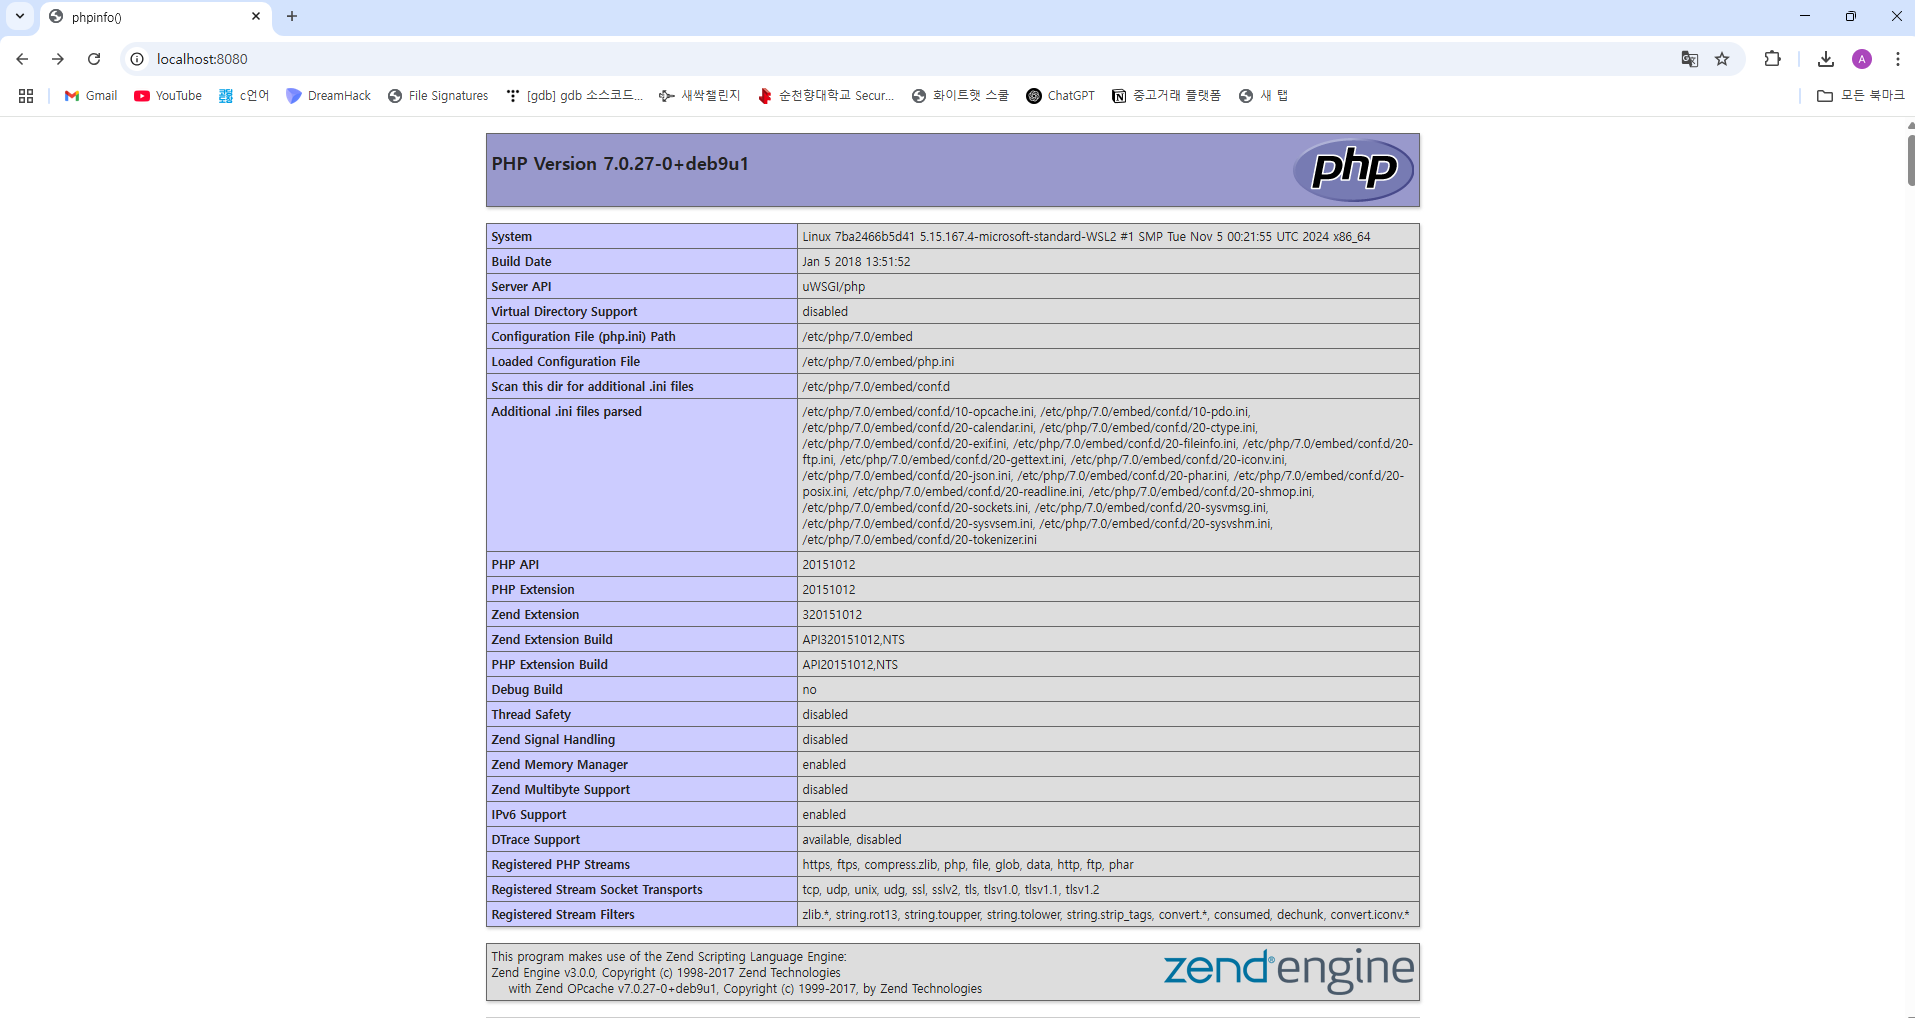 phpinfo()
localhost:8080
A
Gmail
YouTube
c언어
DreamHack
File Signatures
[gdb] gdb 소스코드...
새싹챌린지
순천향대학교 Secur...
화이트햇 스쿨
ChatGPT
중고거래 플랫폼
새 탭
모든 북마크
PHP Version 7.0.27-0+deb9u1
php
System Linux 7ba2466b5d41 5.15.167.4-microsoft-standard-WSL2 #1 SMP Tue Nov 5 00:21:55 UTC 2024 x86_64
Build Date Jan 5 2018 13:51:52
Server API uWSGI/php
Virtual Directory Support disabled
Configuration File (php.ini) Path /etc/php/7.0/embed
Loaded Configuration File /etc/php/7.0/embed/php.ini
Scan this dir for additional .ini files /etc/php/7.0/embed/conf.d
Additional .ini files parsed /etc/php/7.0/embed/conf.d/10-opcache.ini, /etc/php/7.0/embed/conf.d/10-pdo.ini,
/etc/php/7.0/embed/conf.d/20-calendar.ini, /etc/php/7.0/embed/conf.d/20-ctype.ini,
/etc/php/7.0/embed/conf.d/20-exif.ini, /etc/php/7.0/embed/conf.d/20-fileinfo.ini, /etc/php/7.0/embed/conf.d/20-
ftp.ini, /etc/php/7.0/embed/conf.d/20-gettext.ini, /etc/php/7.0/embed/conf.d/20-iconv.ini,
/etc/php/7.0/embed/conf.d/20-json.ini, /etc/php/7.0/embed/conf.d/20-phar.ini, /etc/php/7.0/embed/conf.d/20-
posix.ini, /etc/php/7.0/embed/conf.d/20-readline.ini, /etc/php/7.0/embed/conf.d/20-shmop.ini,
/etc/php/7.0/embed/conf.d/20-sockets.ini, /etc/php/7.0/embed/conf.d/20-sysvmsg.ini,
/etc/php/7.0/embed/conf.d/20-sysvsem.ini, /etc/php/7.0/embed/conf.d/20-sysvshm.ini,
/etc/php/7.0/embed/conf.d/20-tokenizer.ini
PHP API 20151012
PHP Extension 20151012
Zend Extension 320151012
Zend Extension Build API320151012,NTS
PHP Extension Build API20151012,NTS
Debug Build no
Thread Safety disabled
Zend Signal Handling disabled
Zend Memory Manager enabled
Zend Multibyte Support disabled
IPv6 Support enabled
DTrace Support available, disabled
Registered PHP Streams https, ftps, compress.zlib, php, file, glob, data, http, ftp, phar
Registered Stream Socket Transports tcp, udp, unix, udg, ssl, sslv2, tls, tlsv1.0, tlsv1.1, tlsv1.2
Registered Stream Filters zlib.*, string.rot13, string.toupper, string.tolower, string.strip_tags, convert.*, consumed, dechunk, convert.iconv.*
This program makes use of the Zend Scripting Language Engine:
Zend Engine v3.0.0, Copyright (c) 1998-2017 Zend Technologies
with Zend OPcache v7.0.27-0+deb9u1, Copyright (c) 1999-2017, by Zend Technologies
zend® engine